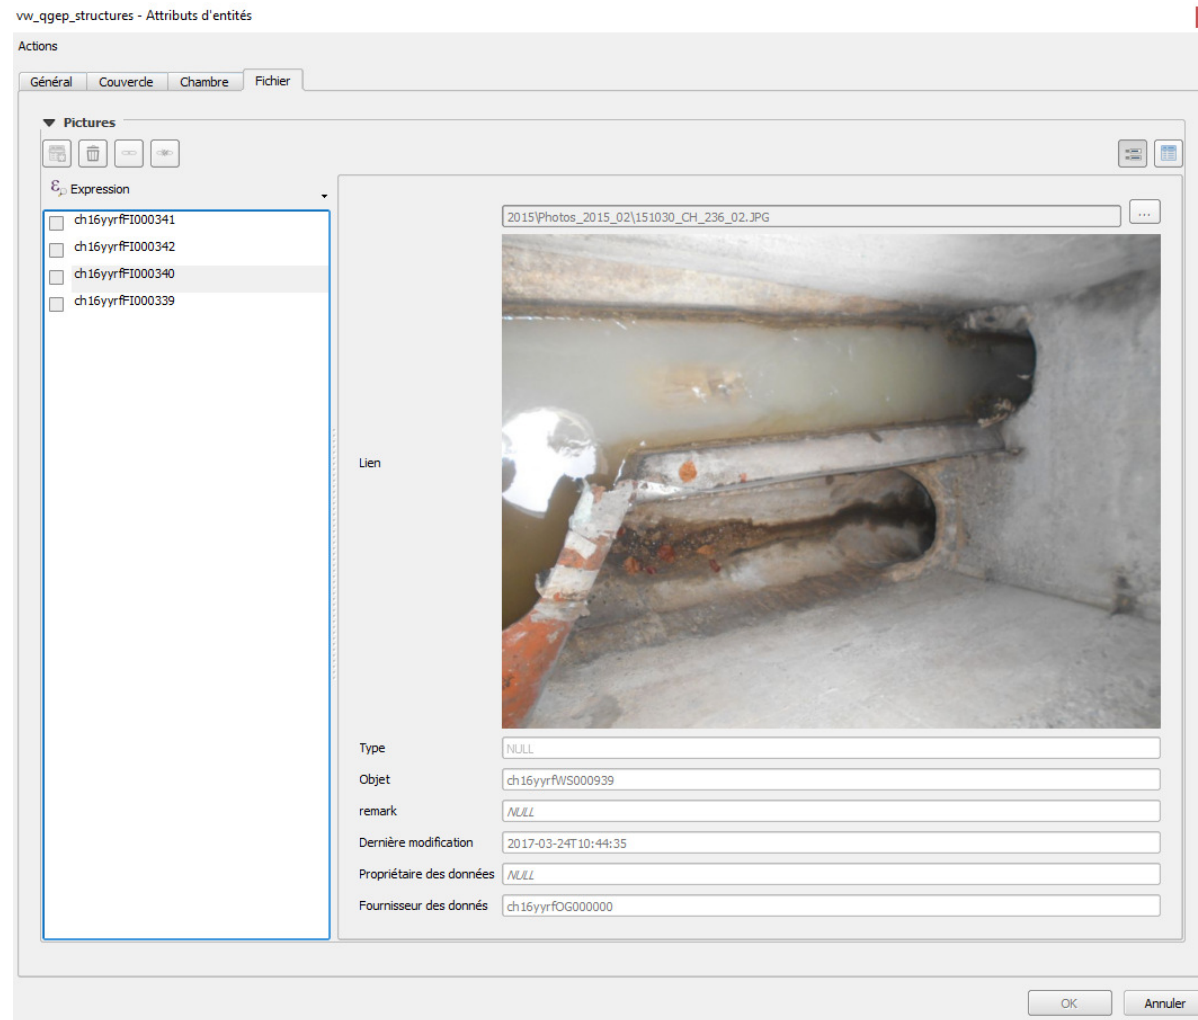 vw_qgep_structures - Attributs d'entités
Actions
Général Couvercle Chambre Fichier
Pictures
Expression
ch16yyrfFI000341
ch16yyrfFI000342
ch16yyrfFI000340
ch16yyrfFI000339
2015\Photos_2015_02\151030_CH_236_02.JPG ...
Lien
Type NULL
Objet ch16yyrfWS000939
remark NULL
Dernière modification 2017-03-24T10:44:35
Propriétaire des données NULL
Fournisseur des donnés ch16yyrfOG000000
OK Annuler